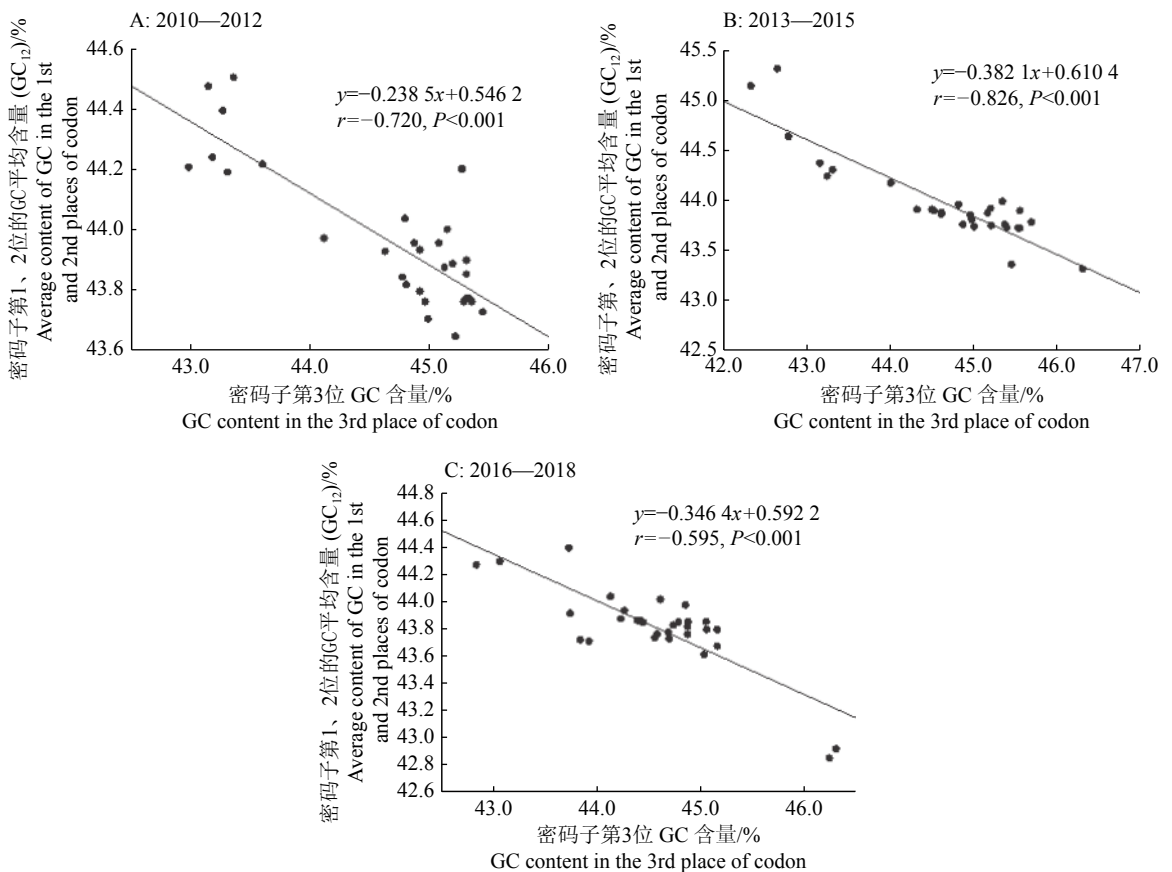 A: 2010—2012
密码子第1、2位的GC平均含量 (GC12)/%
Average content of GC in the 1st
and 2nd places of codon
44.6
44.4
44.2
44.0
43.8
43.6
y=−0.238 5x+0.546 2
r=−0.720, P<0.001
43.0 44.0 45.0 46.0
密码子第3位 GC 含量/%
GC content in the 3rd place of codon
B: 2013—2015
密码子第、2位的GC平均含量 (GC12)/%
Average content of GC in the 1st
and 2nd places of codon
45.5
45.0
44.5
44.0
43.5
43.0
42.5
y=−0.382 1x+0.610 4
r=−0.826, P<0.001
42.0 43.0 44.0 45.0 46.0 47.0
密码子第3位 GC 含量/%
GC content in the 3rd place of codon
C: 2016—2018
密码子第1、2位的GC平均含量 (GC12)/%
Average content of GC in the 1st
and 2nd places of codon
44.8
44.6
44.4
44.2
44.0
43.8
43.6
43.4
43.2
43.0
42.8
42.6
y=−0.346 4x+0.592 2
r=−0.595, P<0.001
43.0 44.0 45.0 46.0
密码子第3位 GC 含量/%
GC content in the 3rd place of codon